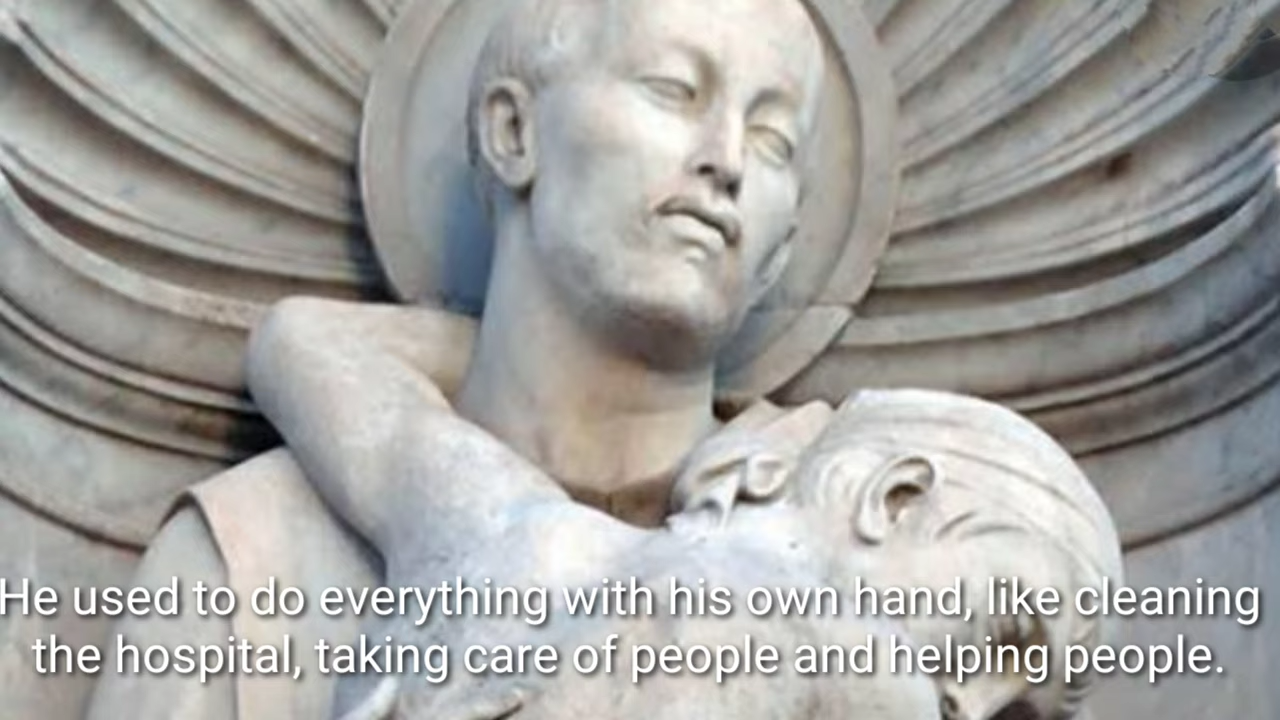 He used to do everything with his own hand, like cleaning
the hospital, taking care of people and helping people.